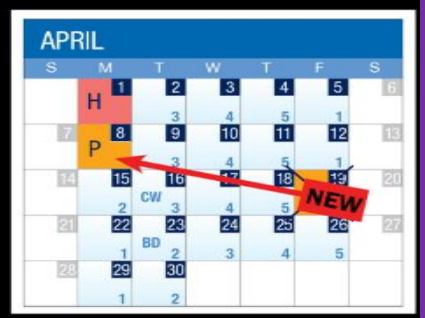 APRIL
S M T W T F S
1 2 3 4 5 6
H 3 4 5 1
7 8 9 10 11 12 13
P 3 4 5 1
14 15 16 17 18 19 20
CW
2 3 4 5
NEW
21 22 23 24 25 26 27
BD
1 2 3 4 5
28 29 30
1 2